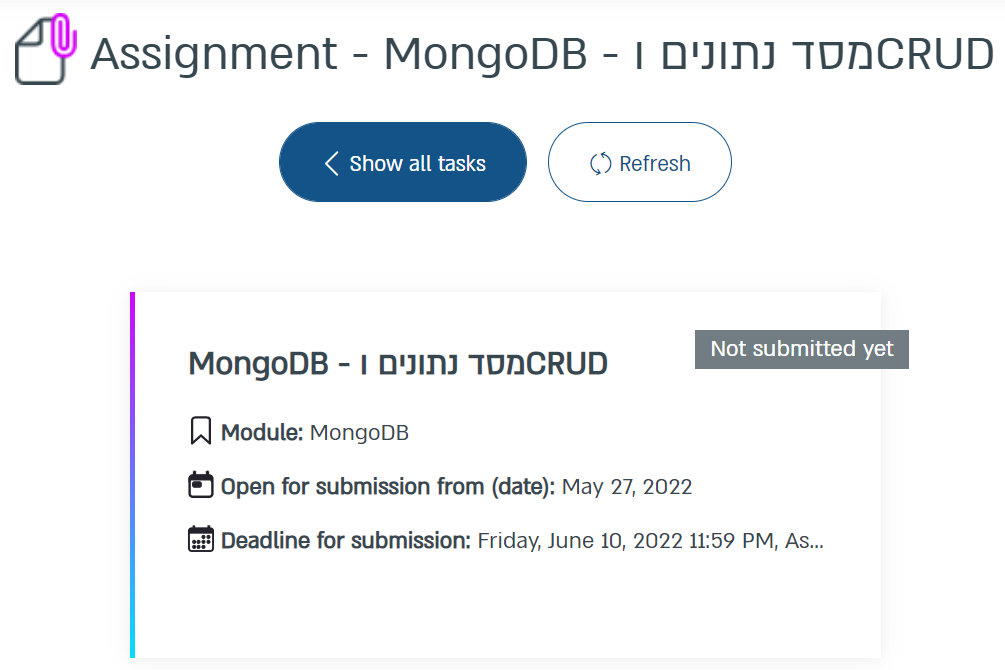 Assignment - MongoDB - מסד נתונים וCRUD
Show all tasks
Refresh
Not submitted yet
MongoDB - מסד נתונים וCRUD
Module: MongoDB
Open for submission from (date): May 27, 2022
Deadline for submission: Friday, June 10, 2022 11:59 PM, As...